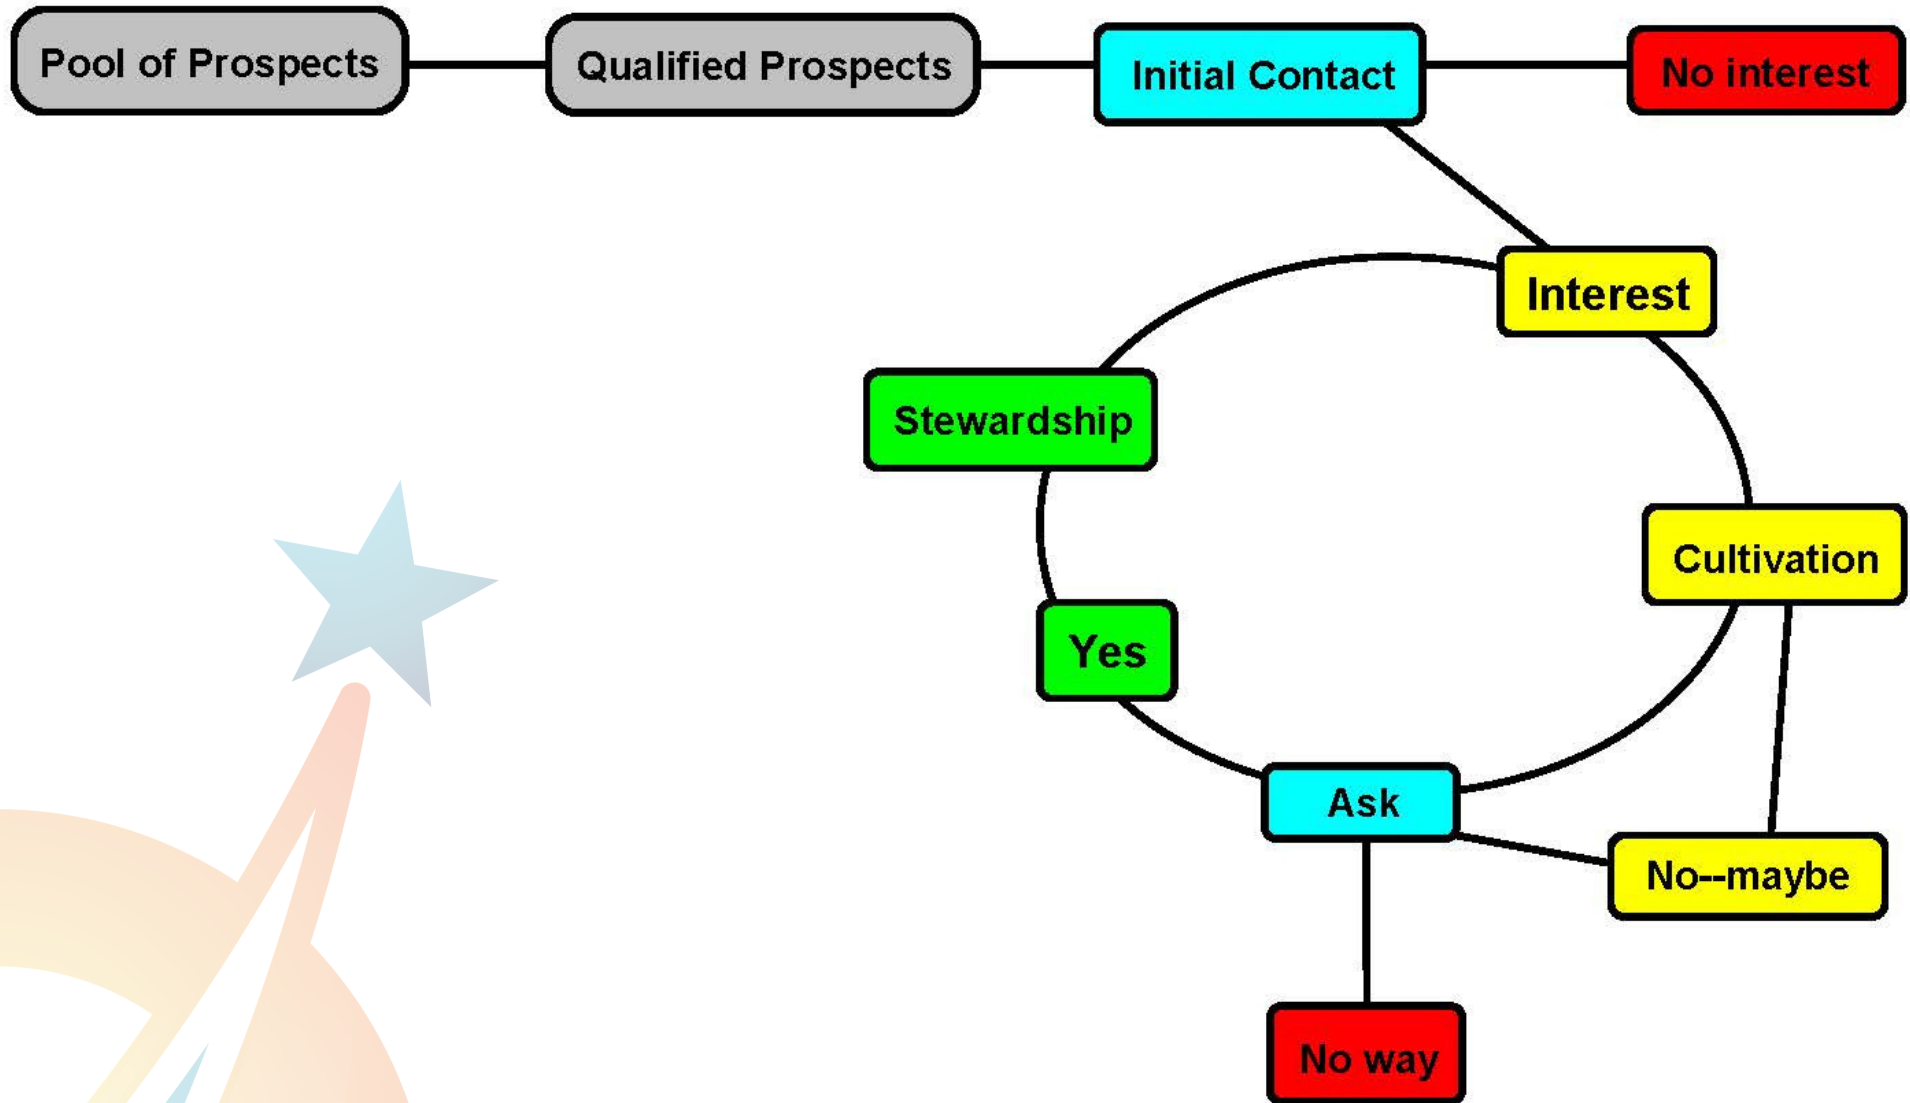 Pool of Prospects
Qualified Prospects
Initial Contact
No interest
Interest
Stewardship
Cultivation
Yes
Ask
No--maybe
No way